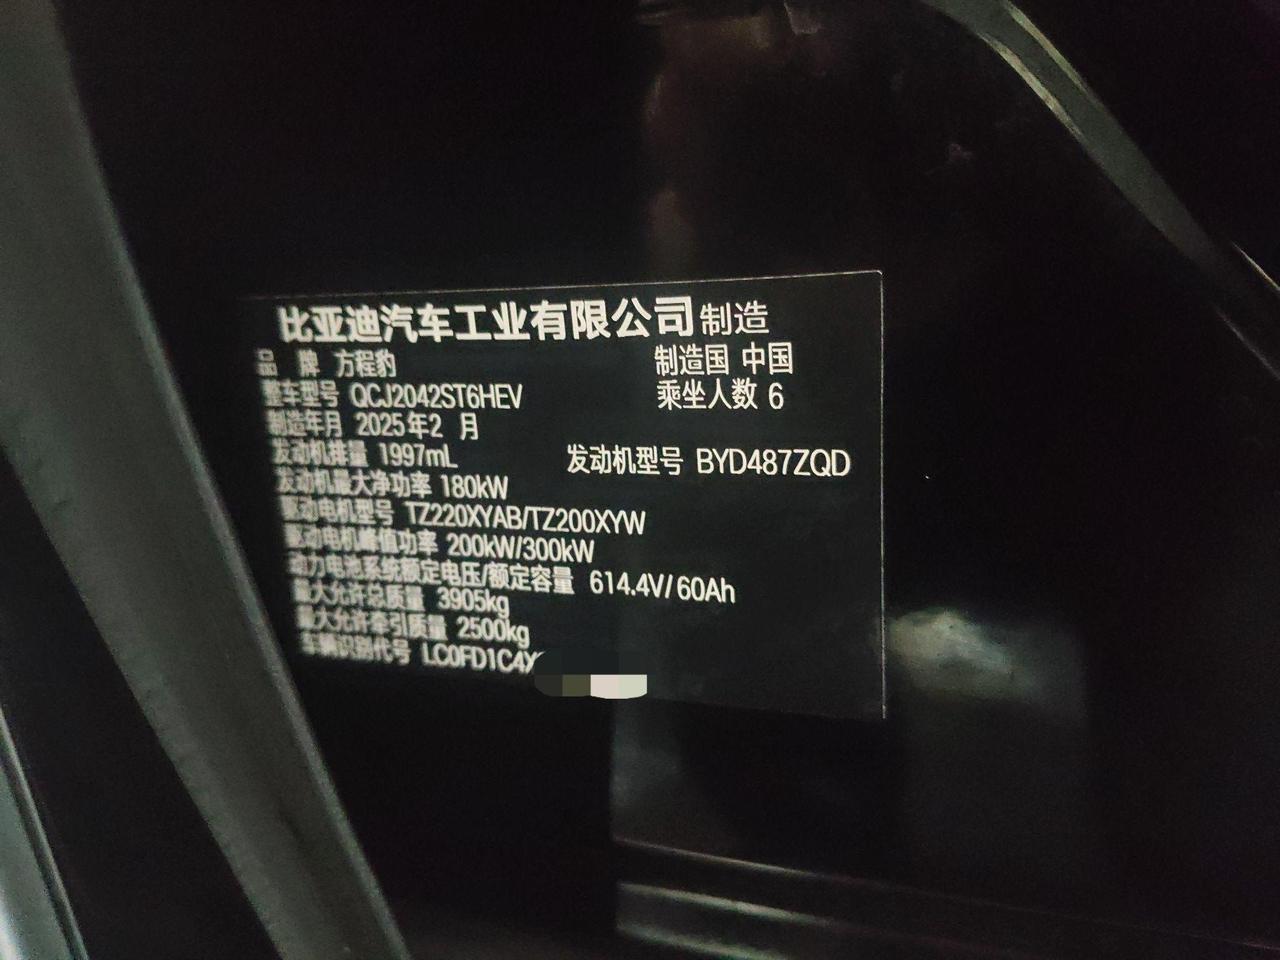 比亚迪汽车工业有限公司制造
品 牌 方程豹 制造国 中国
整车型号 QCJ2042ST6HEV 乘坐人数 6
制造年月 2025年2 月
发动机排量 1997mL 发动机型号 BYD487ZQD
发动机最大净功率 180kW
驱动电机型号 TZ220XYAB/TZ200XYW
驱动电机峰值功率 200kW/300kW
动力电池系统额定电压/额定容量 614.4V/60Ah
最大允许总质量 3905kg
最大允许牵引质量 2500kg
车辆识别代号 LC0FD1C4X